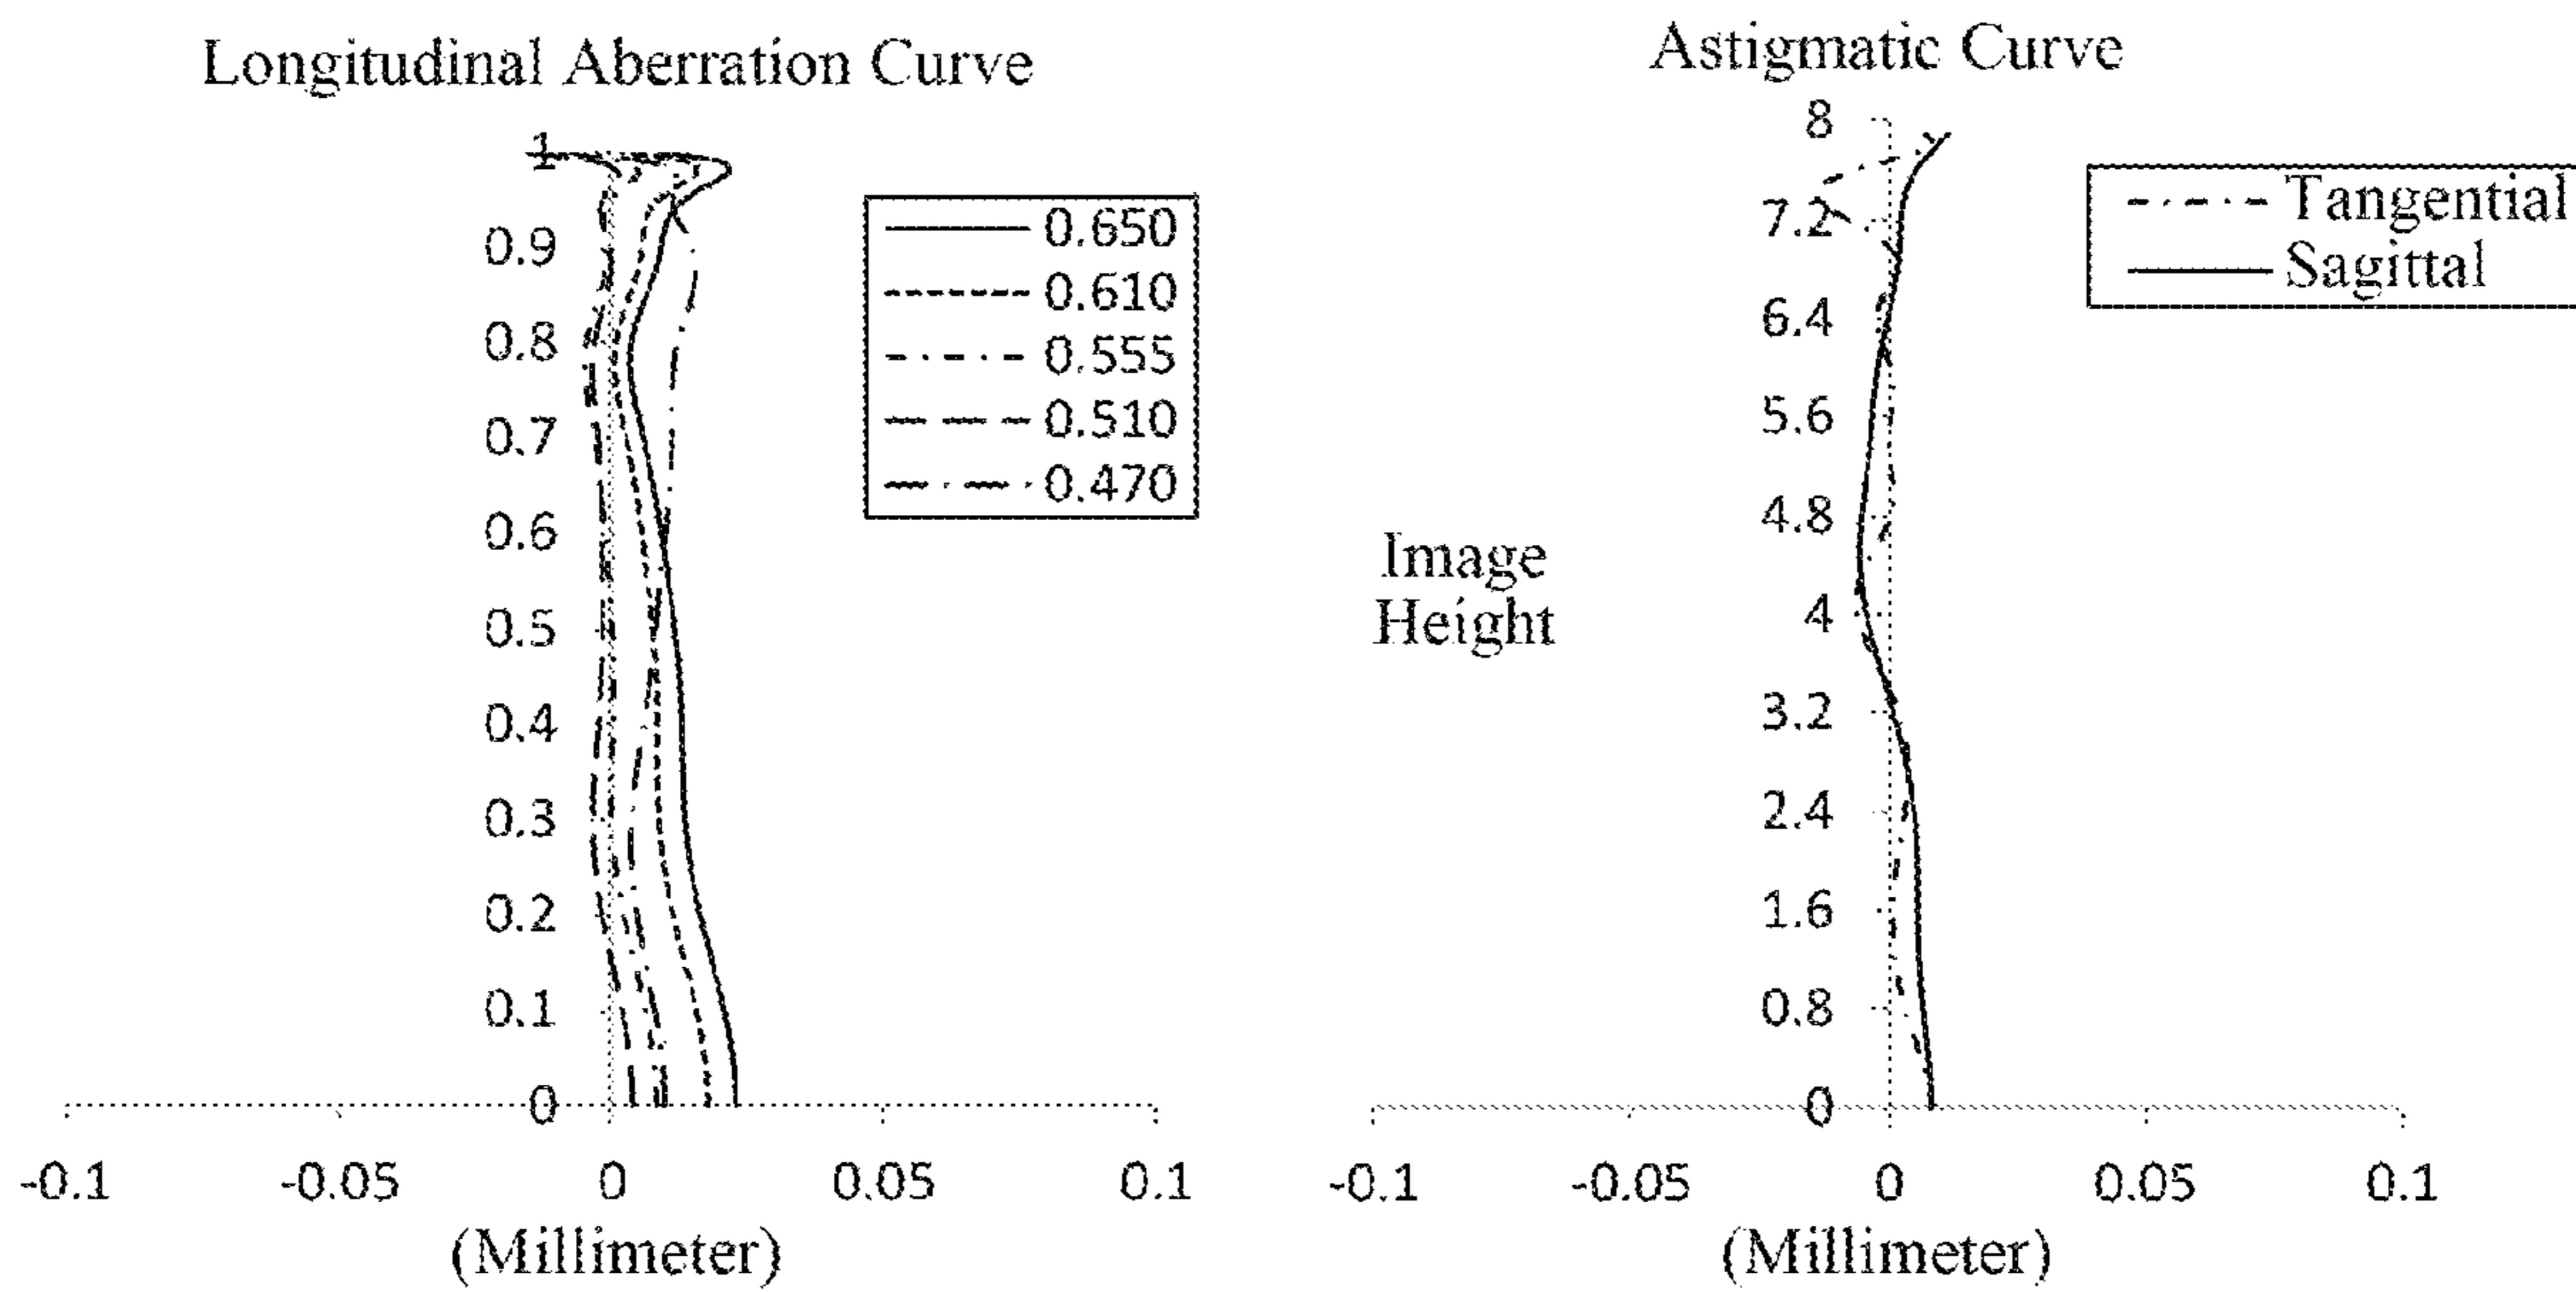 Longitudinal Aberration Curve
1
0.9
0.8
0.7
0.6
0.5
0.4
0.3
0.2
0.1
0
-0.1 -0.05 0 0.05 0.1
(Millimeter)
0.650
0.610
0.555
0.510
0.470
Astigmatic Curve
Image
Height
8
7.2
6.4
5.6
4.8
4
3.2
2.4
1.6
0.8
0
-0.1 -0.05 0 0.05 0.1
(Millimeter)
Tangential
Sagittal